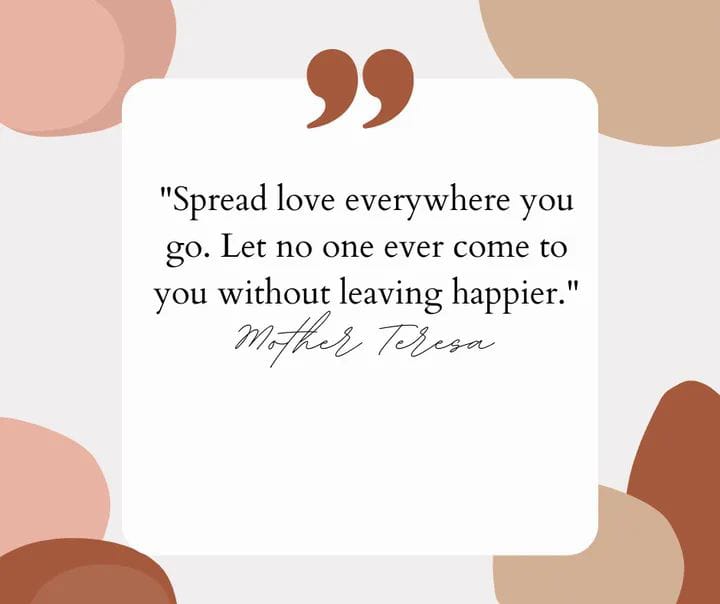 "Spread love everywhere you
go. Let no one ever come to
you without leaving happier."
Mother Teresa